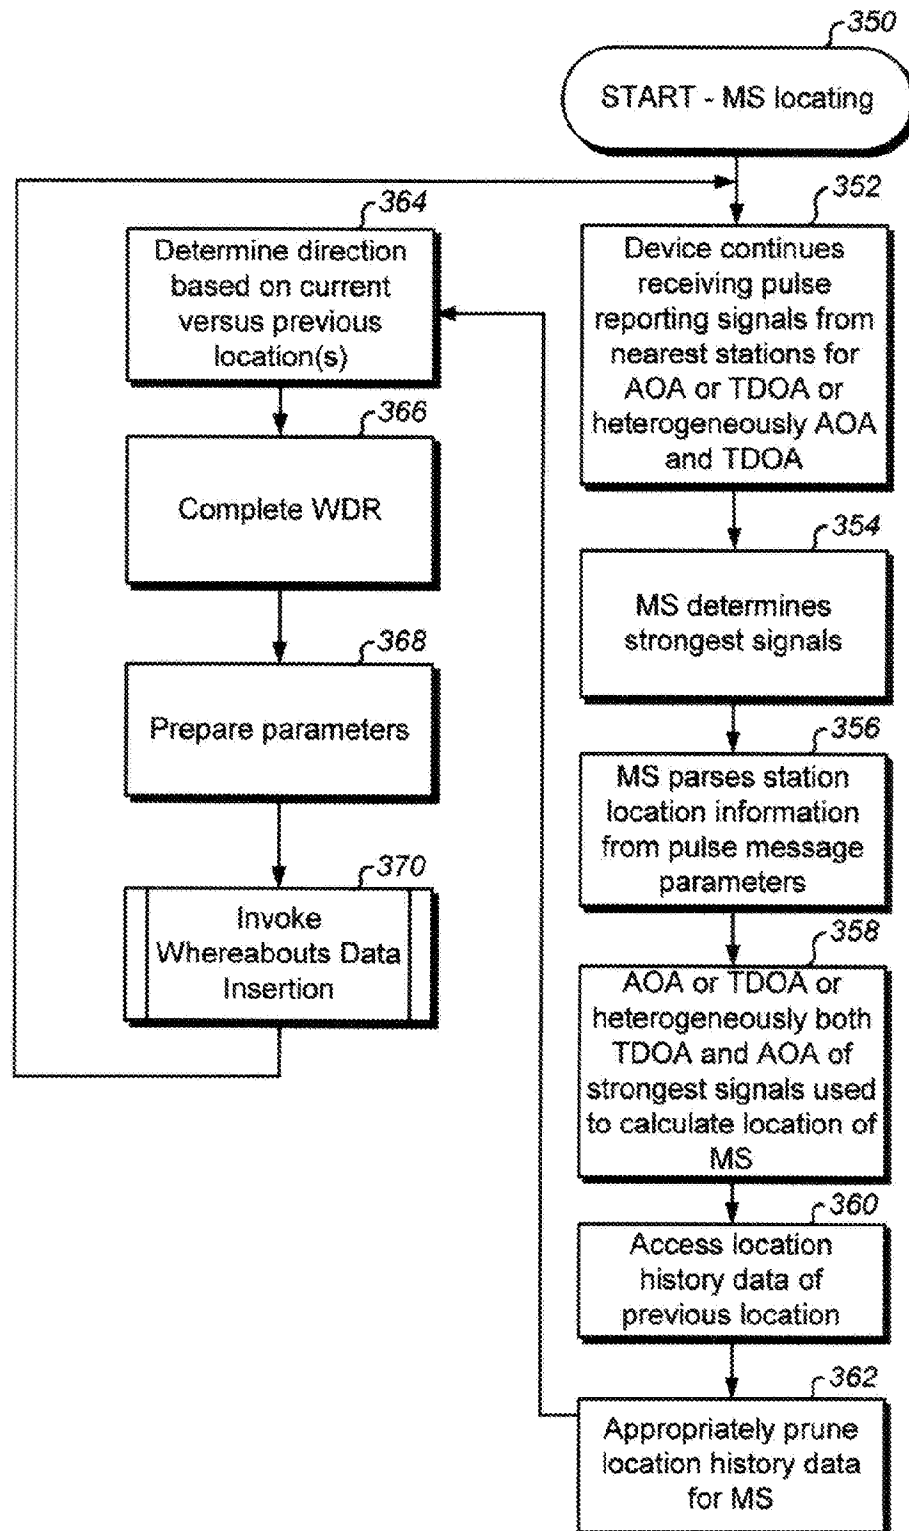 350
START - MS locating
352
Device continues
receiving pulse
reporting signals from
nearest stations for
AOA or TDOA or
heterogeneously AOA
and TDOA
354
MS determines
strongest signals
356
MS parses station
location information
from pulse message
parameters
358
AOA or TDOA or
heterogeneously both
TDOA and AOA of
strongest signals used
to calculate location of
MS
360
Access location
history data of
previous location
362
Appropriately prune
location history data
for MS
364
Determine direction
based on current
versus previous
location(s)
366
Complete WDR
368
Prepare parameters
370
Invoke
Whereabouts Data
Insertion